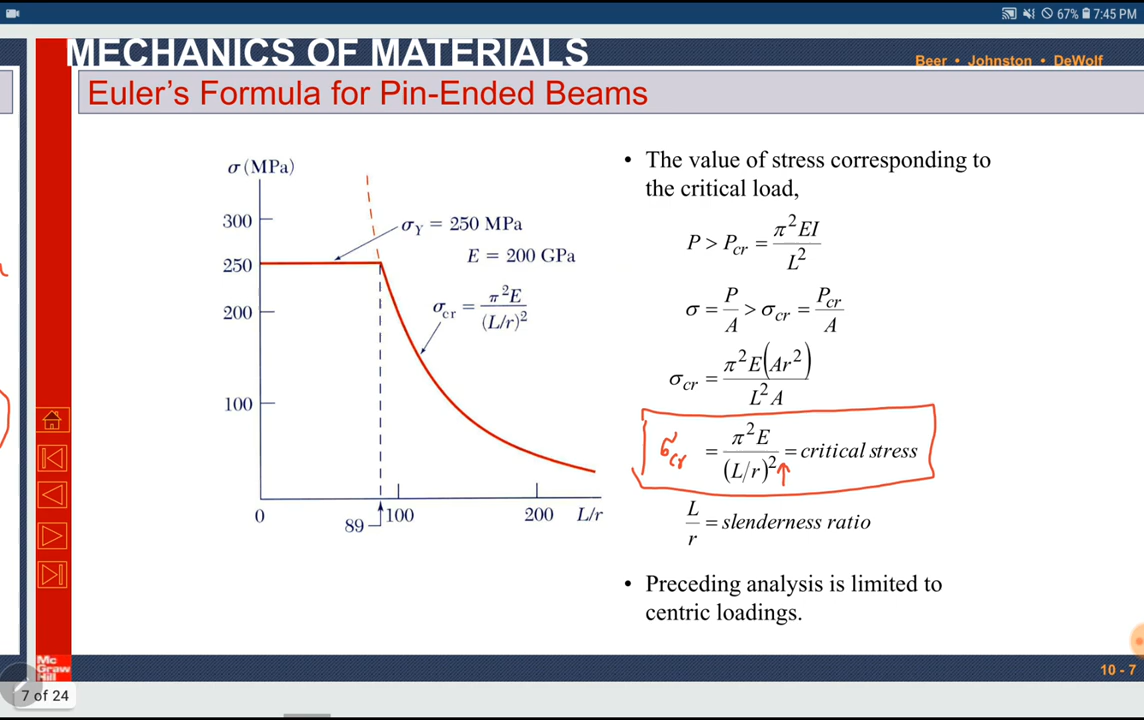 67% 7:45 PM
MECHANICS OF MATERIALS
Beer • Johnston • DeWolf
Euler's Formula for Pin-Ended Beams
σ (MPa)
300
250
200
100
σY = 250 MPa
E = 200 GPa
σcr = π²E / (L/r)²
0
89
100
200
L/r
• The value of stress corresponding to
the critical load,
P > Pcr = π²EI / L²
σ = P/A > σcr = Pcr/A
σcr = π²E(Ar²) / L²A
σcr = π²E / (L/r)² ↑ = critical stress
L/r = slenderness ratio
• Preceding analysis is limited to
centric loadings.
Mc
Graw
Hill
10 - 7
7 of 24